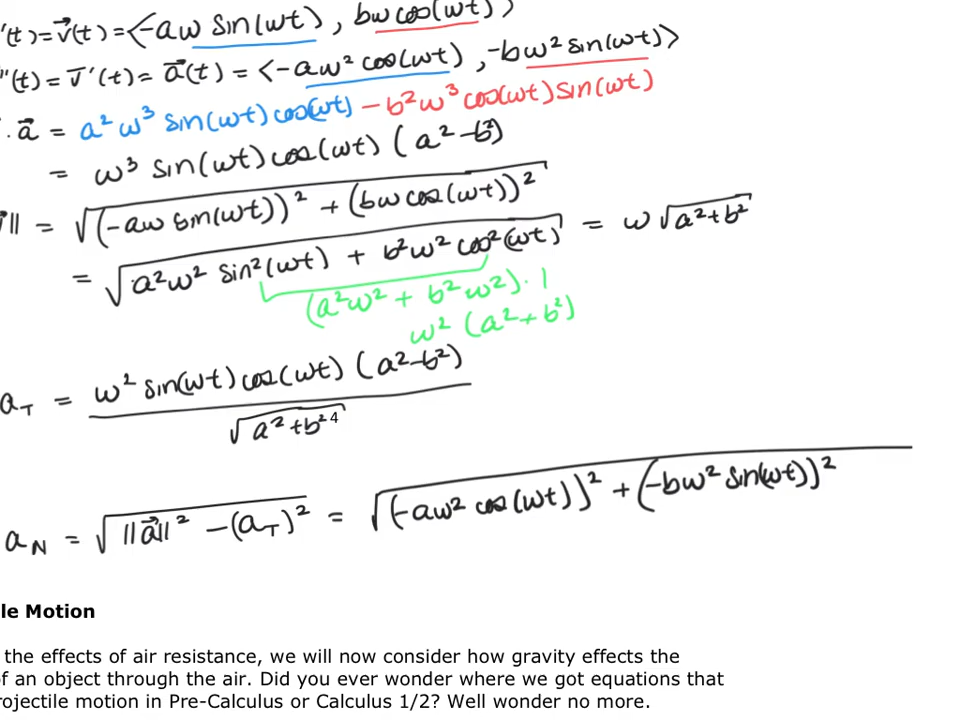 '(t) = v⃗(t) = <-aω sin(ωt), bω cos(ωt)>
''(t) = v⃗'(t) = a⃗(t) = <-aω² cos(ωt), -bω² sin(ωt)>
· a⃗ = a²ω³ sin(ωt) cos(ωt) - b²ω³ cos(ωt) sin(ωt)
= ω³ sin(ωt) cos(ωt) (a² - b²)
v⃗|| = √((-aω sin(ωt))² + (bω cos(ωt))²)
= √(a²ω² sin²(ωt) + b²ω² cos²(ωt)) = ω√(a²+b²)
(a²ω² + b²ω²) · 1
ω² (a² + b²)
a_T = ω² sin(ωt) cos(ωt) (a² - b²) / √(a² + b²)
4
a_N = √(||a⃗||² - (a_T)²) = √((-aω² cos(ωt))² + (-bω² sin(ωt))²
le Motion
the effects of air resistance, we will now consider how gravity effects the
f an object through the air. Did you ever wonder where we got equations that
rojectile motion in Pre-Calculus or Calculus 1/2? Well wonder no more.